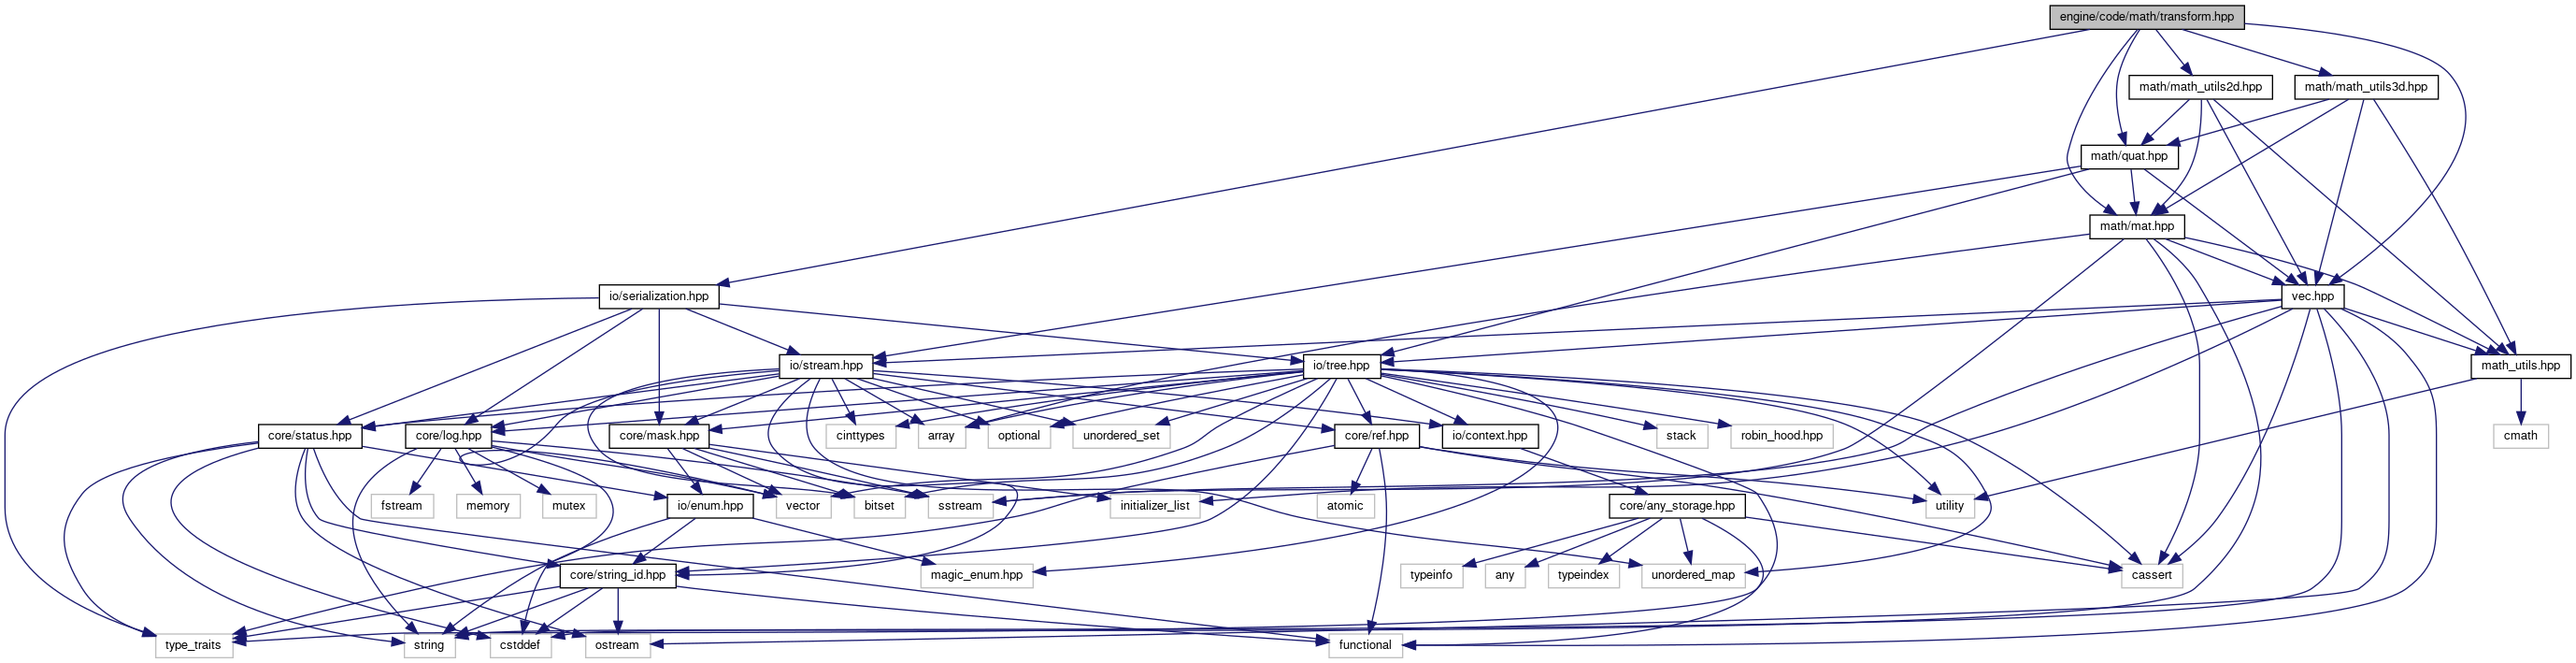 engine/code/math/transform.hpp
math/math_utils2d.hpp
math/math_utils3d.hpp
math/quat.hpp
math/mat.hpp
io/serialization.hpp
vec.hpp
io/stream.hpp
io/tree.hpp
math_utils.hpp
core/status.hpp
core/log.hpp
core/mask.hpp
cinttypes
array
optional
unordered_set
core/ref.hpp
io/context.hpp
stack
robin_hood.hpp
cmath
fstream
memory
mutex
io/enum.hpp
vector
bitset
sstream
initializer_list
atomic
core/any_storage.hpp
utility
core/string_id.hpp
magic_enum.hpp
typeinfo
any
typeindex
unordered_map
cassert
type_traits
string
cstddef
ostream
functional